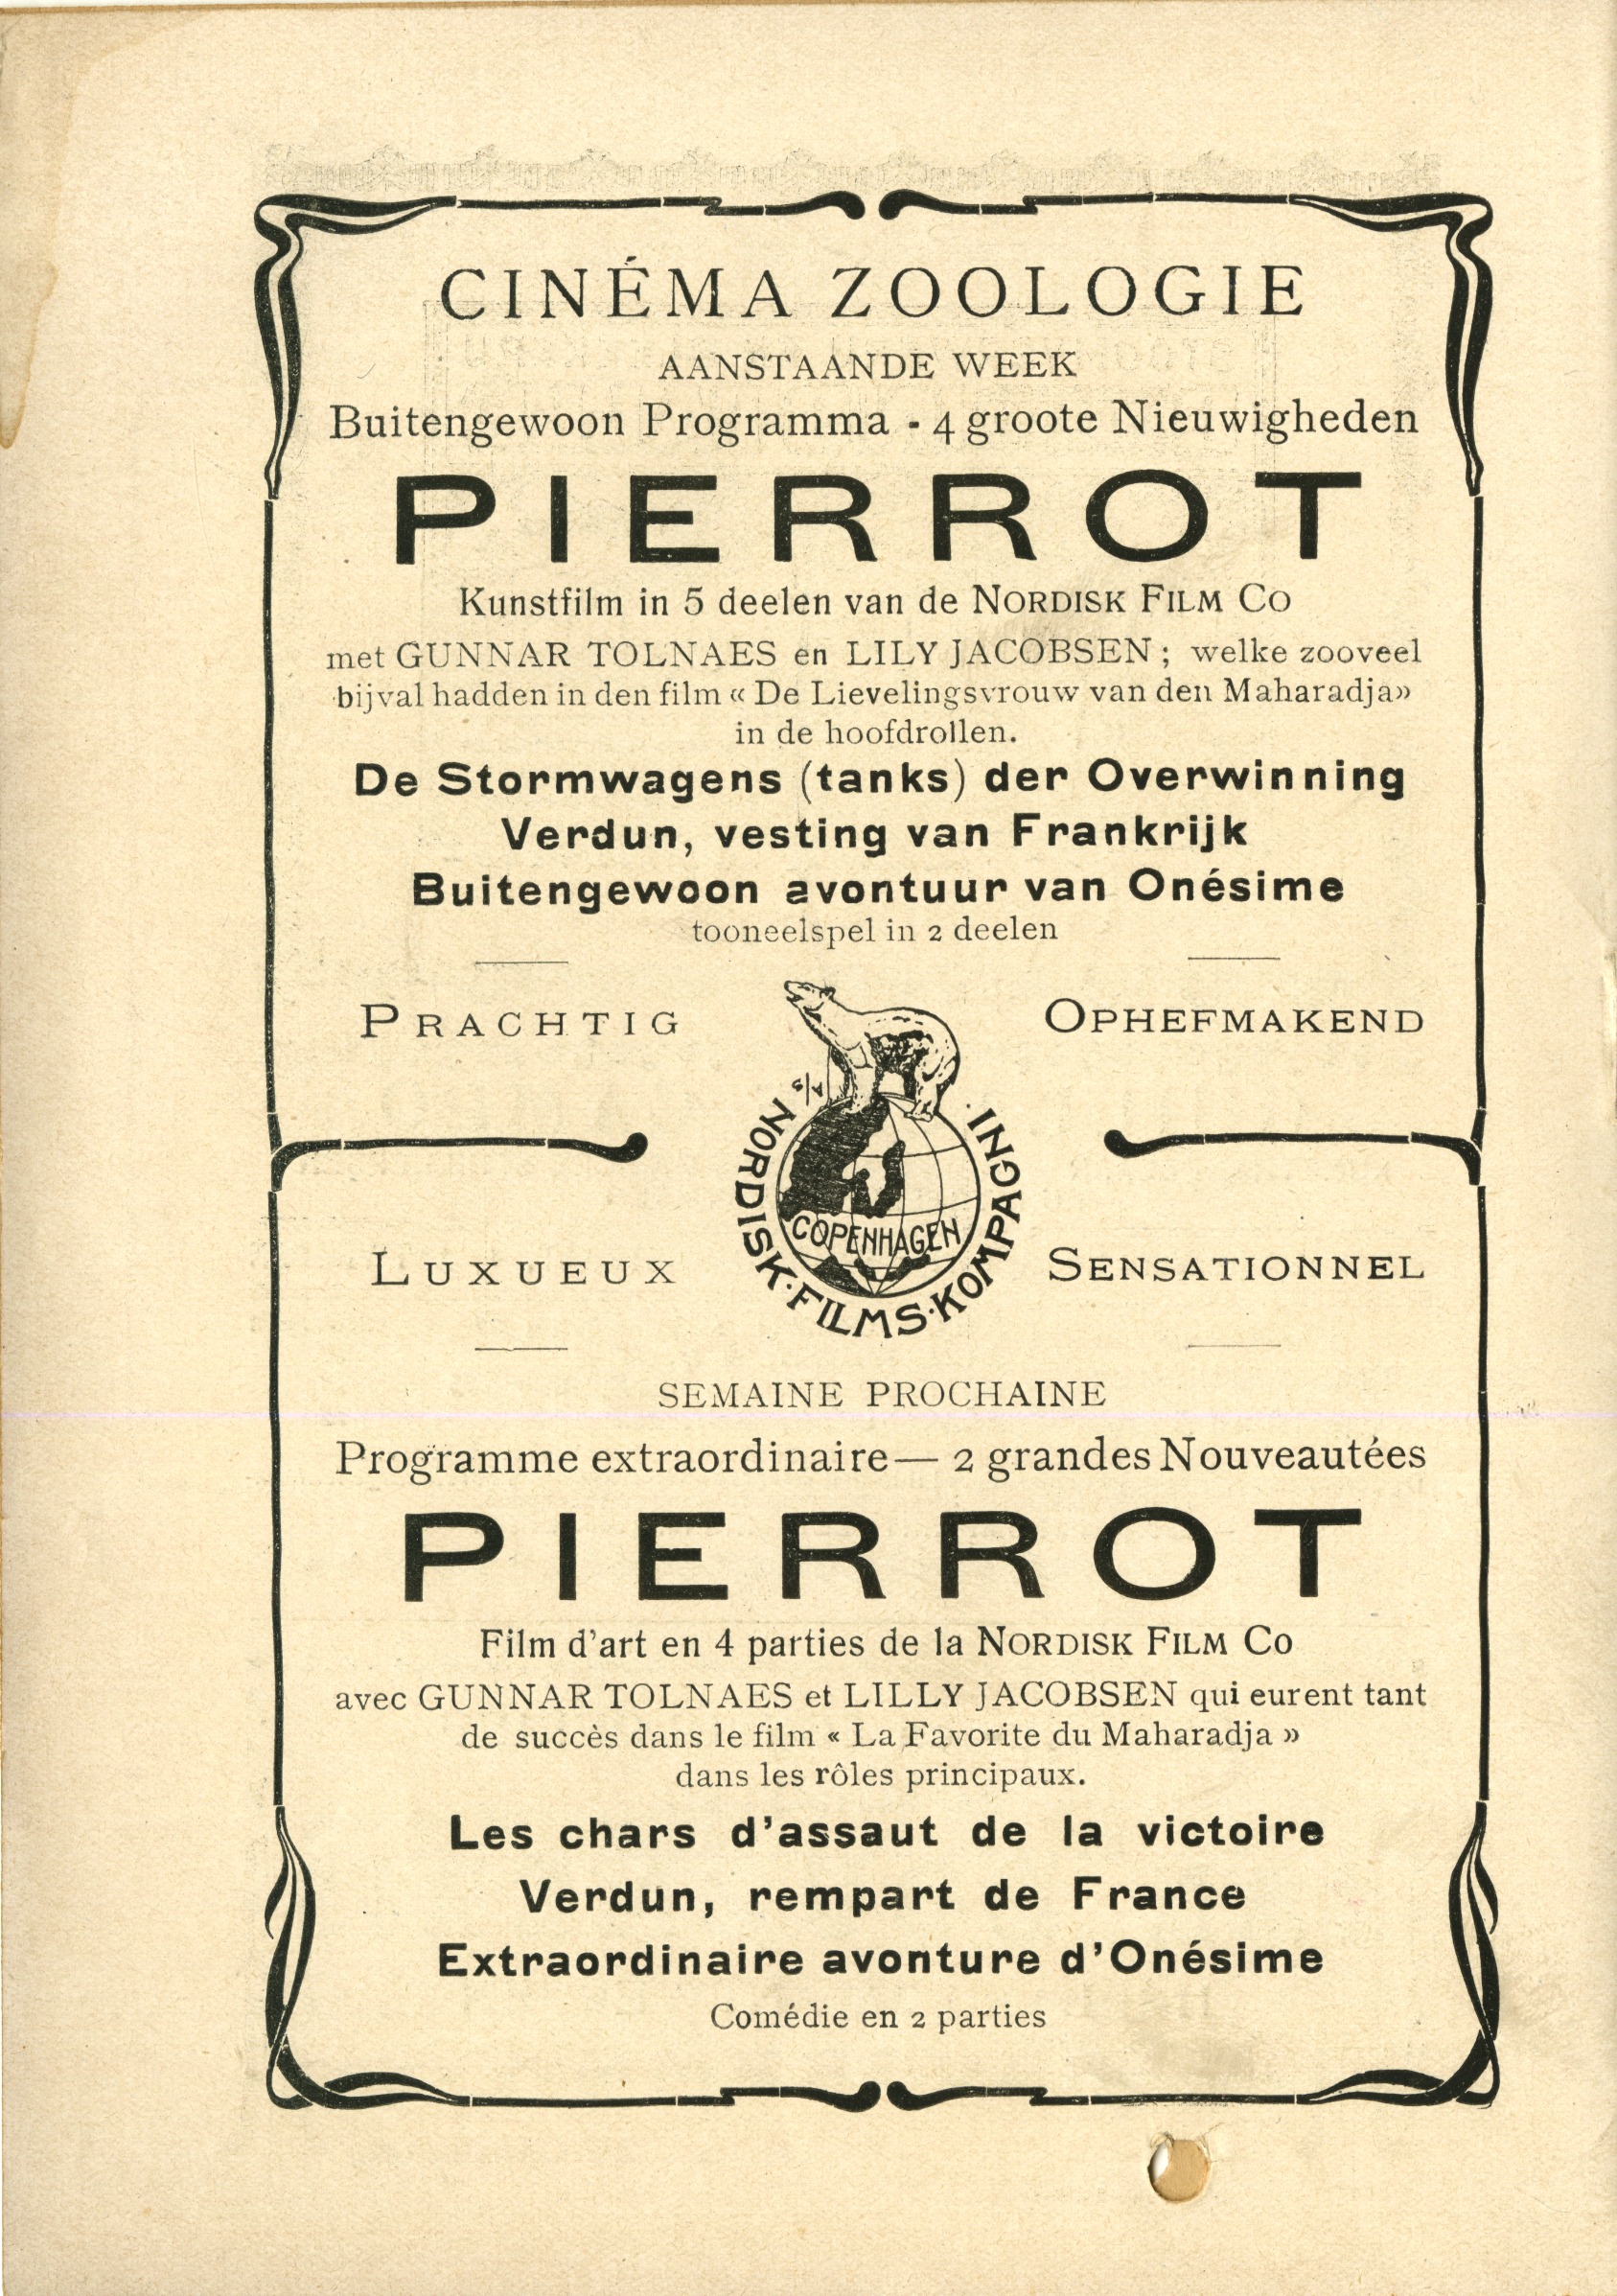 CINÉMA ZOOLOGIE
AANSTAANDE WEEK
Buitengewoon Programma - 4 groote Nieuwigheden
PIERROT
Kunstfilm in 5 deelen van de NORDISK FILM CO
met GUNNAR TOLNAES en LILY JACOBSEN; welke zooveel
bijval hadden in den film « De Lievelingsvrouw van den Maharadja»
in de hoofdrollen.
De Stormwagens (tanks) der Overwinning
Verdun, vesting van Frankrijk
Buitengewoon avontuur van Onésime
tooneelspel in 2 deelen
PRACHTIG
OPHEFMAKEND
A/S NORDISK·FILMS·KOMPAGNI.
COPENHAGEN
LUXUEUX
SENSATIONNEL
SEMAINE PROCHAINE
Programme extraordinaire — 2 grandes Nouveautées
PIERROT
Film d'art en 4 parties de la NORDISK FILM Co
avec GUNNAR TOLNAES et LILLY JACOBSEN qui eurent tant
de succès dans le film « La Favorite du Maharadja »
dans les rôles principaux.
Les chars d'assaut de la victoire
Verdun, rempart de France
Extraordinaire avonture d'Onésime
Comédie en 2 parties